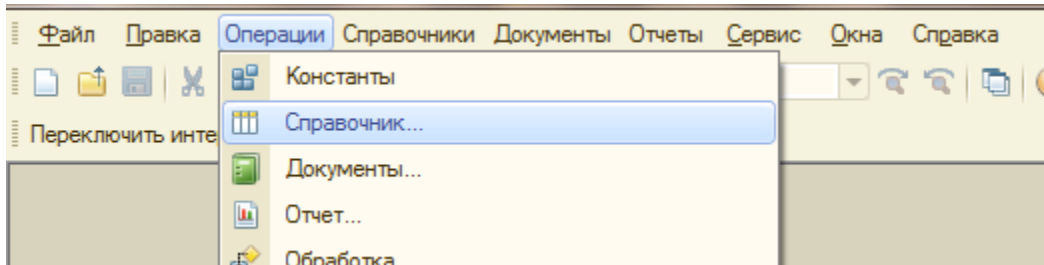 Файл Правка Операции Справочники Документы Отчеты Сервис Окна Справка
Константы
Переключить инте
Справочник...
Документы...
Отчет...
Обработка